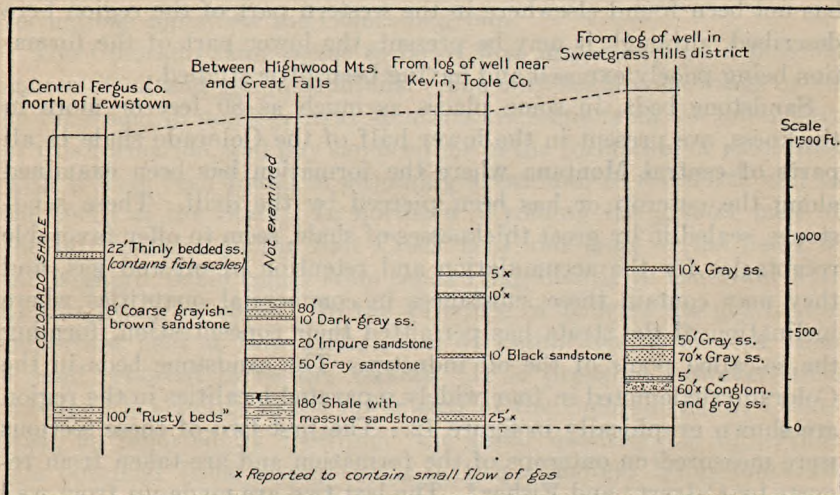 Central Fergus Co.
north of Lewistown
Between Highwood Mts.
and Great Falls
From log of well near
Kevin, Toole Co.
From log of well in
Sweetgrass Hills district
Scale
1500 ft.
1000
500
0
COLORADO SHALE
22' Thinly bedded ss.
(contains fish scales)
8' Coarse grayish-
brown sandstone
100' "Rusty beds"
Not examined
80'
10' Dark-gray ss.
20' Impure sandstone
50' Gray sandstone
180' Shale with
massive sandstone
5'x
10'x
10' Black sandstone
25'x
10'x Gray ss.
50' Gray ss.
70'x Gray ss.
5'x
60'x Conglom.
and gray ss.
x Reported to contain small flow of gas